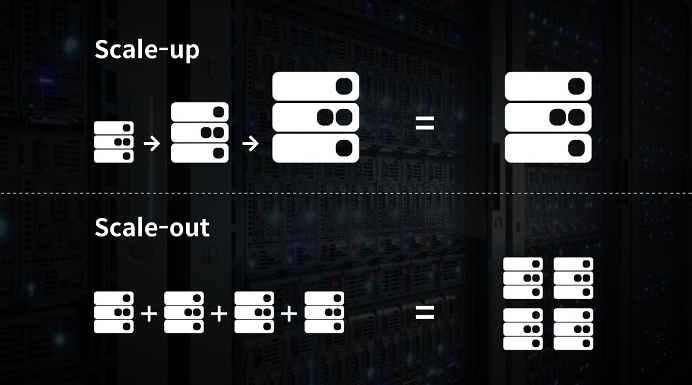 Scale-up
=
Scale-out
+ + + =